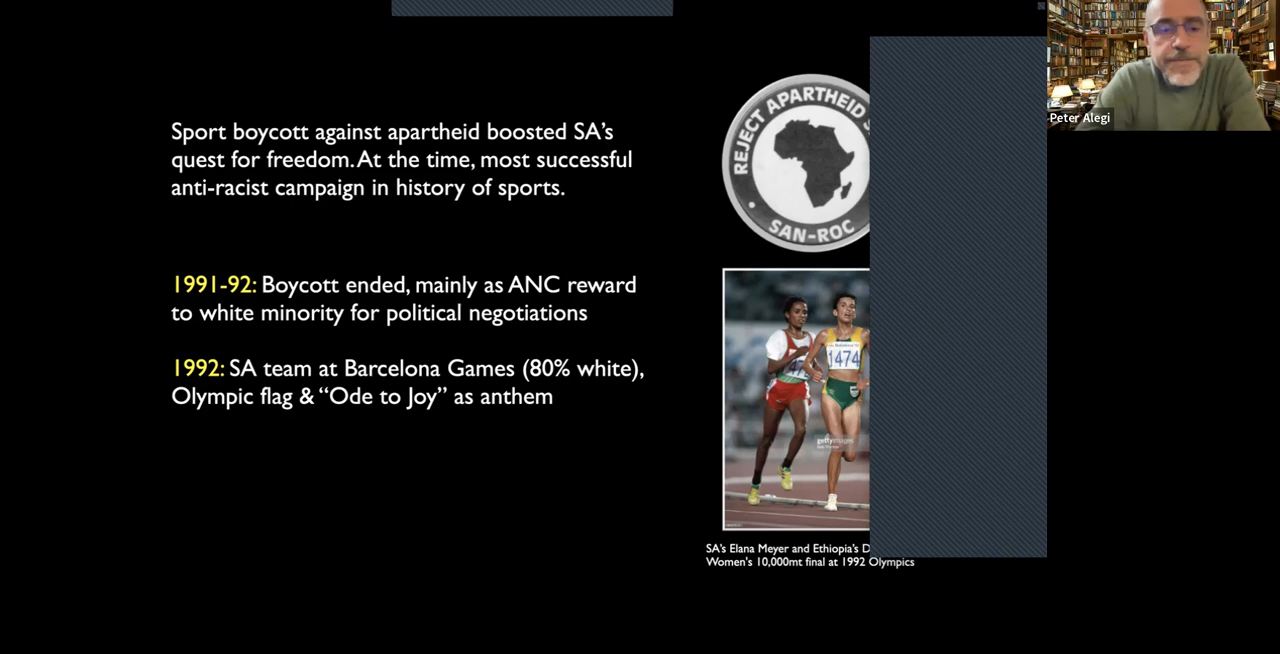 Sport boycott against apartheid boosted SA's
quest for freedom. At the time, most successful
anti-racist campaign in history of sports.
1991-92: Boycott ended, mainly as ANC reward
to white minority for political negotiations
1992: SA team at Barcelona Games (80% white),
Olympic flag & “Ode to Joy” as anthem
REJECT APARTHEID
SAN-ROC
1474
gettyimages
SA's Elana Meyer and Ethiopia's D
Women's 10,000mt final at 1992 Olympics
Peter Alegi